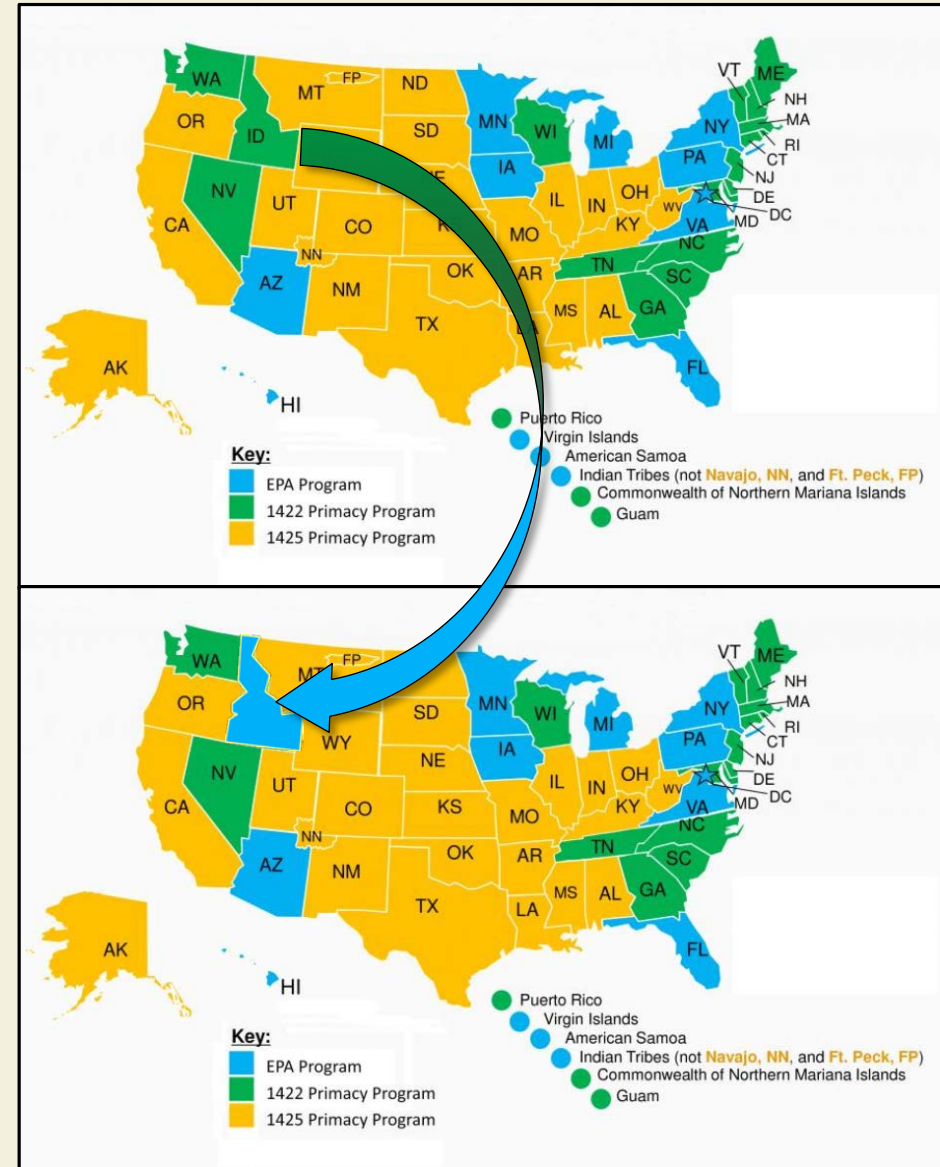 WA
MT
FP
ND
OR
ID
SD
MN
WI
MI
NY
VT
ME
NH
MA
RI
CT
NJ
DE
DC
MD
PA
IA
NV
UT
CA
CO
IL
IN
OH
WV
VA
KY
MO
NC
NN
AZ
NM
OK
AR
TN
SC
TX
MS
AL
GA
AK
FL
HI
Puerto Rico
Virgin Islands
American Samoa
Indian Tribes (not Navajo, NN, and Ft. Peck, FP)
Commonwealth of Northern Mariana Islands
Guam
Key:
EPA Program
1422 Primacy Program
1425 Primacy Program
WA
FP
OR
SD
MN
WI
MI
NY
VT
ME
NH
MA
RI
CT
NJ
DE
DC
MD
PA
WY
IA
NE
NV
UT
CA
CO
KS
IL
IN
OH
WV
VA
KY
MO
NC
NN
AZ
NM
OK
AR
TN
SC
TX
LA
MS
AL
GA
AK
FL
HI
Puerto Rico
Virgin Islands
American Samoa
Indian Tribes (not Navajo, NN, and Ft. Peck, FP)
Commonwealth of Northern Mariana Islands
Guam
Key:
EPA Program
1422 Primacy Program
1425 Primacy Program